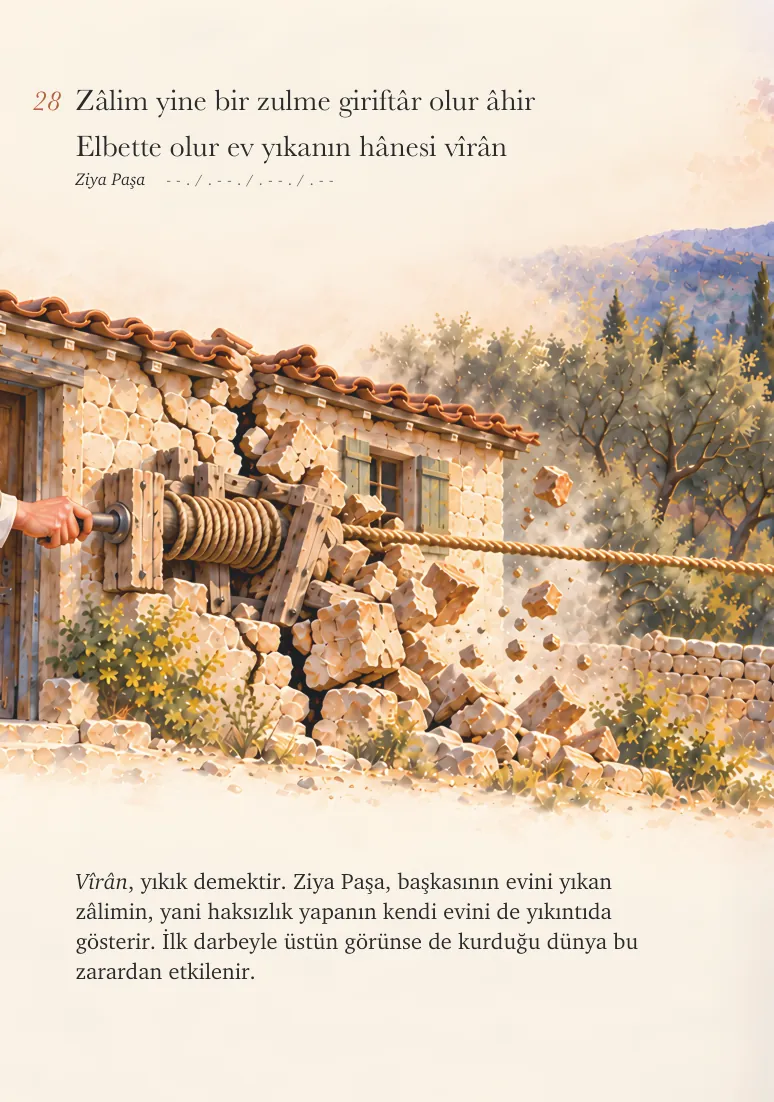 28 Zâlim yine bir zulme giriftâr olur âhir
Elbette olur ev yıkanın hânesi vîrân
Ziya Paşa - - . / . - - . / . - - . / . - -
Vîrân, yıkık demektir. Ziya Paşa, başkasının evini yıkan
zâlimin, yani haksızlık yapanın kendi evini de yıkıntıda
gösterir. İlk darbeyle üstün görünse de kurduğu dünya bu
zarardan etkilenir.